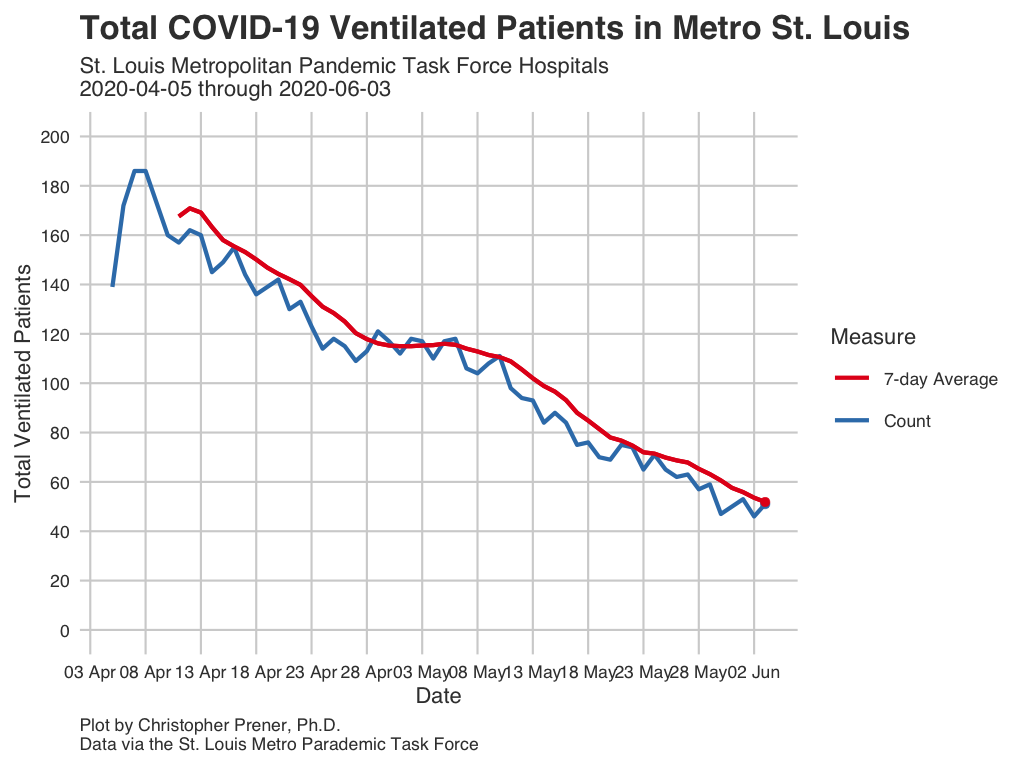 Total COVID-19 Ventilated Patients in Metro St. Louis
St. Louis Metropolitan Pandemic Task Force Hospitals
2020-04-05 through 2020-06-03
200
180
160
140
120
100
80
60
40
20
0
Total Ventilated Patients
03 Apr 08 Apr 13 Apr 18 Apr 23 Apr 28 Apr 03 May 08 May 13 May 18 May 23 May 28 May 02 Jun
Date
Measure
7-day Average
Count
Plot by Christopher Prener, Ph.D.
Data via the St. Louis Metro Parademic Task Force